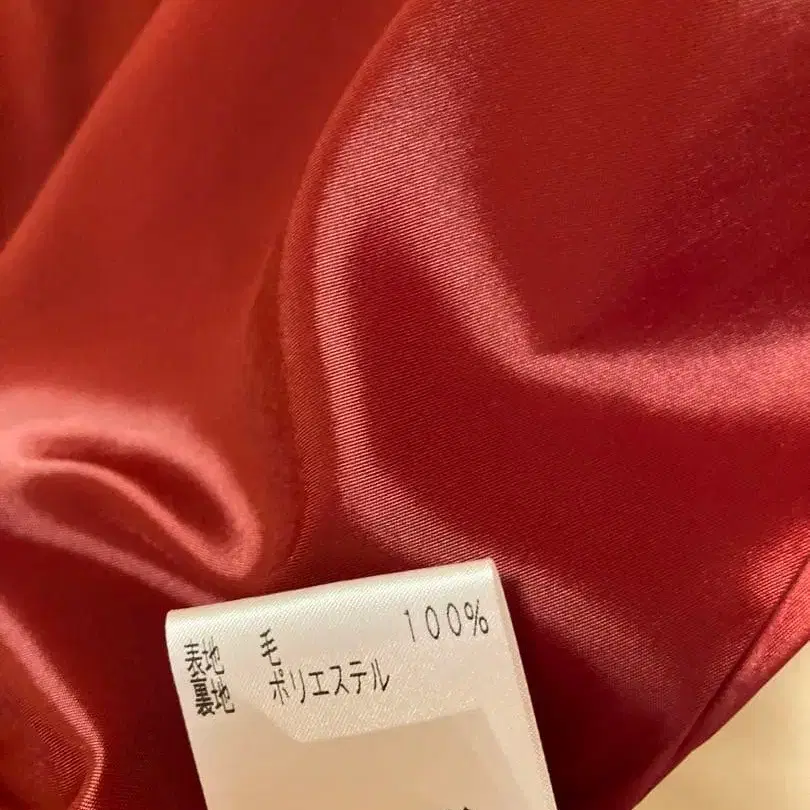 表地 毛 100%
裏地 ポリエステル